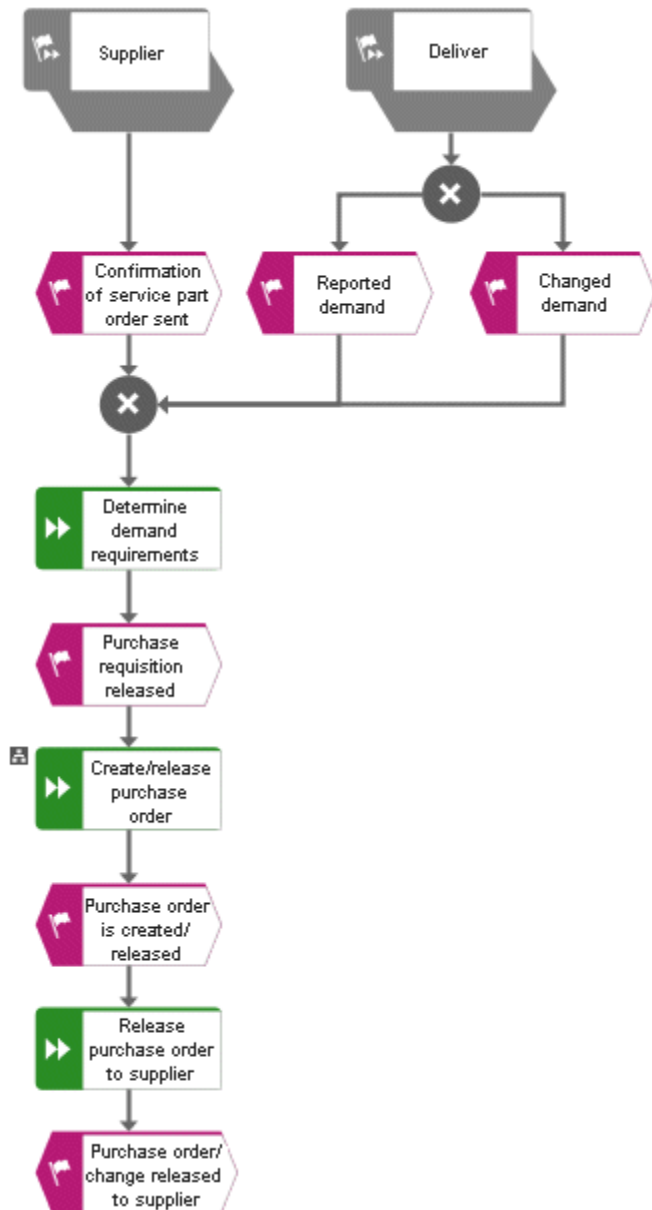 Supplier
Deliver
Confirmation
of service part
order sent
Reported
demand
Changed
demand
Determine
demand
requirements
Purchase
requisition
released
Create/release
purchase
order
Purchase order
is created/
released
Release
purchase order
to supplier
Purchase order/
change released
to supplier